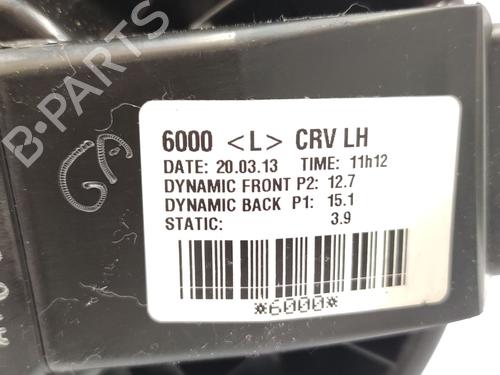 B-PARTS
GP
6000 <L> CRV LH
DATE: 20.03.13 TIME: 11h12
DYNAMIC FRONT P2: 12.7
DYNAMIC BACK P1: 15.1
STATIC: 3.9
*6000*